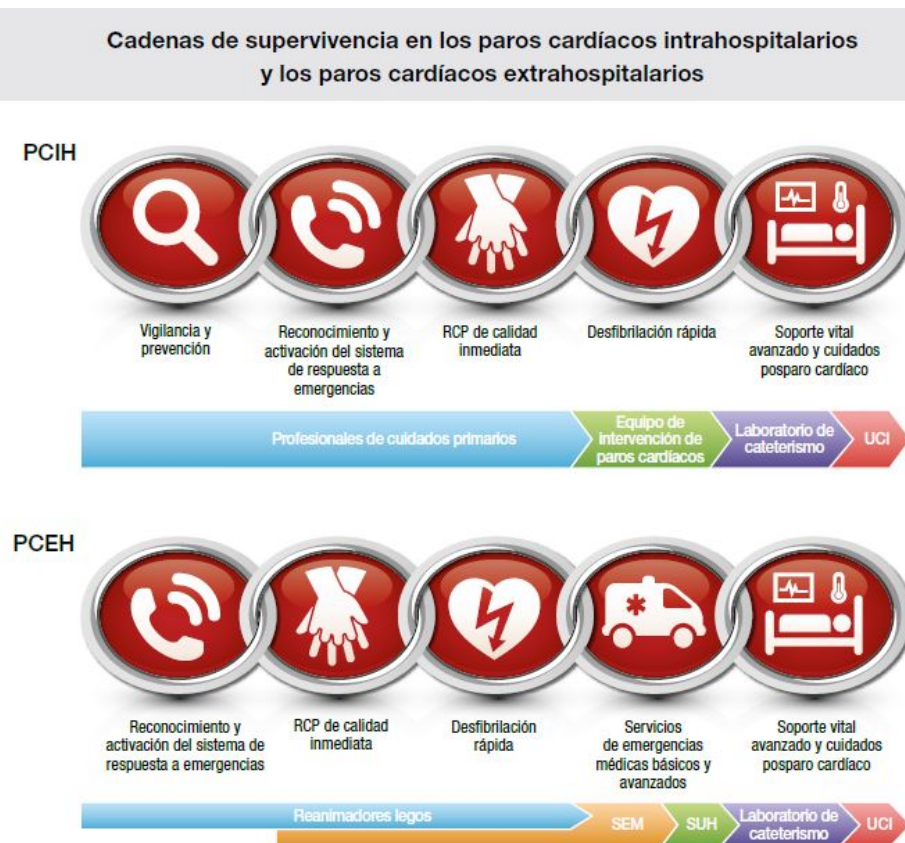 Cadenas de supervivencia en los paros cardíacos intrahospitalarios
y los paros cardíacos extrahospitalarios
PCIH
Vigilancia y
prevención
Reconocimiento y
activación del sistema
de respuesta a
emergencias
RCP de calidad
inmediata
Desfibrilación rápida
Soporte vital
avanzado y cuidados
posparo cardíaco
Profesionales de cuidados primarios
Equipo de
intervención de
paros cardíacos
Laboratorio de
cateterismo
UCI
PCEH
Reconocimiento y
activación del sistema de
respuesta a emergencias
RCP de calidad
inmediata
Desfibrilación
rápida
Servicios
de emergencias
médicas básicos y
avanzados
Soporte vital
avanzado y cuidados
posparo cardíaco
Reanimadores legos
SEM
SUH
Laboratorio de
cateterismo
UCI